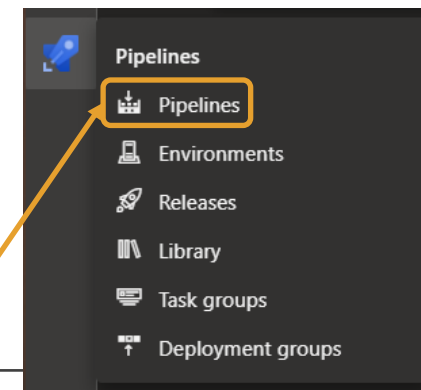 Pipelines
Pipelines
Environments
Releases
Library
Task groups
Deployment groups